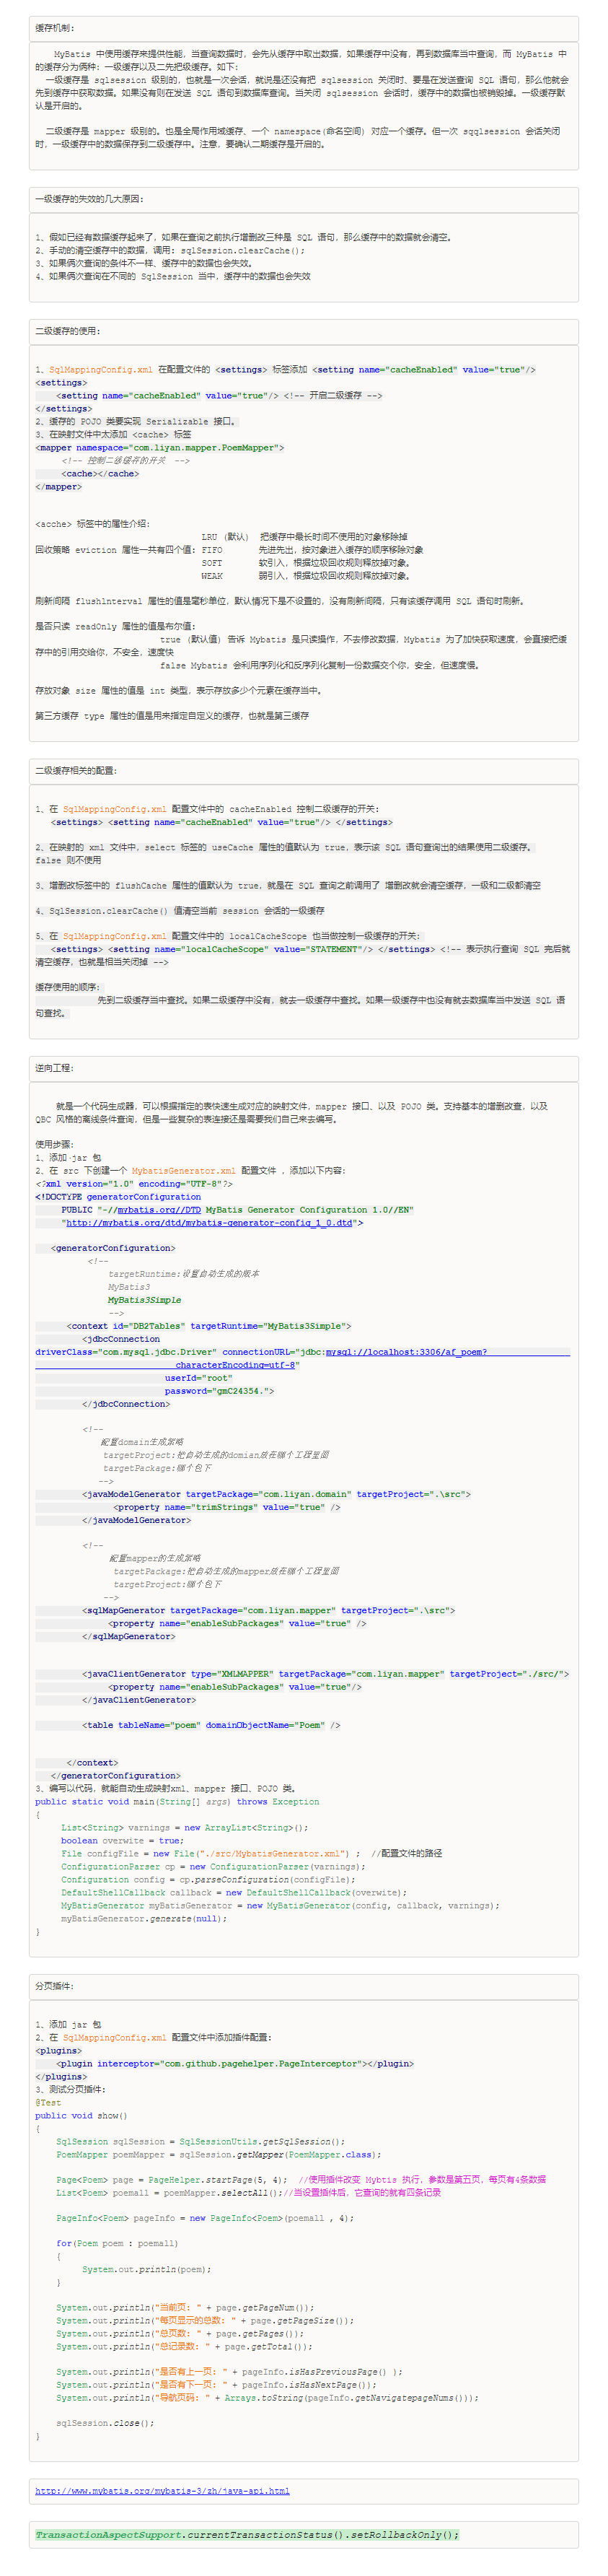 缓存机制:
MyBatis 中使用缓存来提供性能，当查询数据时，会先从缓存中取出数据，如果缓存中没有，再到数据库当中查询，而 MyBatis 中
的缓存分为俩种: 一级缓存以及二先把级缓存。如下:
一级缓存是 sqlsession 级别的，也就是一次会话，就说是还没有把 sqlsession 关闭时、要是在发送查询 SQL 语句，那么他就会
先到缓存中获取数据。如果没有则在发送 SQL 语句到数据库查询。当关闭 sqlsession 会话时，缓存中的数据也被销毁掉。一级缓存默
认是开启的。
二级缓存是 mapper 级别的。也是全局作用域缓存、一个 namespace(命名空间) 对应一个缓存。但一次 sqqlsession 会话关闭
时，一级缓存中的数据保存到二级缓存中。注意，要确认二期缓存是开启的。
一级缓存的失效的几大原因:
1、假如已经有数据缓存起来了，如果在查询之前执行增删改三种是 SQL 语句，那么缓存中的数据就会清空。
2、手动的清空缓存中的数据，调用: sqlSession.clearCache();
3、如果俩次查询的条件不一样、缓存中的数据也会失效。
4、如果俩次查询在不同的 SqlSession 当中，缓存中的数据也会失效
二级缓存的使用:
1、SqlMappingConfig.xml 在配置文件的 <settings> 标签添加 <setting name="cacheEnabled" value="true"/>
<settings>
<setting name="cacheEnabled" value="true"/> <!-- 开启二级缓存 -->
</settings>
2、缓存的 POJO 类要实现 Serializable 接口。
3、在映射文件中太添加 <cache> 标签
<mapper namespace="com.liyan.mapper.PoemMapper">
<!-- 控制二级缓存的开关 -->
<cache></cache>
</mapper>
<acche> 标签中的属性介绍:
LRU (默认) 把缓存中最长时间不使用的对象移除掉
回收策略 eviction 属性一共有四个值: FIFO 先进先出，按对象进入缓存的顺序移除对象
SOFT 软引入，根据垃圾回收规则释放掉对象。
WEAK 弱引入，根据垃圾回收规则释放掉对象。
刷新间隔 flushlnterval 属性的值是毫秒单位，默认情况下是不设置的，没有刷新间隔，只有该缓存调用 SQL 语句时刷新。
是否只读 readOnly 属性的值是布尔值:
true (默认值) 告诉 Mybatis 是只读操作，不去修改数据，Mybatis 为了加快获取速度，会直接把缓
存中的引用交给你，不安全，速度快
false Mybatis 会利用序列化和反序列化复制一份数据交个你，安全，但速度慢。
存放对象 size 属性的值是 int 类型，表示存放多少个元素在缓存当中。
第三方缓存 type 属性的值是用来指定自定义的缓存，也就是第三缓存
二级缓存相关的配置:
1、在 SqlMappingConfig.xml 配置文件中的 cacheEnabled 控制二级缓存的开关:
<settings> <setting name="cacheEnabled" value="true"/> </settings>
2、在映射的 xml 文件中，select 标签的 useCache 属性的值默认为 true，表示该 SQL 语句查询出的结果使用二级缓存。
false 则不使用
3、增删改标签中的 flushCache 属性的值默认为 true，就是在 SQL 查询之前调用了 增删改就会清空缓存，一级和二级都清空
4、SqlSession.clearCache() 值清空当前 session 会话的一级缓存
5、在 SqlMappingConfig.xml 配置文件中的 localCacheScope 也当做控制一级缓存的开关:
<settings> <setting name="localCacheScope" value="STATEMENT"/> </settings> <!-- 表示执行查询 SQL 完后就
清空缓存，也就是相当关闭掉 -->
缓存使用的顺序:
先到二级缓存当中查找。如果二级缓存中没有，就去一级缓存中查找。如果一级缓存中也没有就去数据库当中发送 SQL 语
句查找。
逆向工程:
就是一个代码生成器，可以根据指定的表快速生成对应的映射文件，mapper 接口、以及 POJO 类。支持基本的增删改查，以及
QBC 风格的离线条件查询，但是一些复杂的表连接还是需要我们自己来去编写。
使用步骤:
1、添加 jar 包
2、在 src 下创建一个 MybatisGenerator.xml 配置文件 ，添加以下内容:
<?xml version="1.0" encoding="UTF-8"?>
<!DOCTYPE generatorConfiguration
PUBLIC "-//mybatis.org//DTD MyBatis Generator Configuration 1.0//EN"
"http://mybatis.org/dtd/mybatis-generator-config_1_0.dtd">
<generatorConfiguration>
<!--
targetRuntime:设置自动生成的版本
MyBatis3
MyBatis3Simple
-->
<context id="DB2Tables" targetRuntime="MyBatis3Simple">
<jdbcConnection
driverClass="com.mysql.jdbc.Driver" connectionURL="jdbc:mysql://localhost:3306/af_poem?
characterEncoding=utf-8"
userId="root"
password="gmC24354.">
</jdbcConnection>
<!--
配置domain生成策略
targetProject:把自动生成的domian放在哪个工程里面
targetPackage:哪个包下
-->
<javaModelGenerator targetPackage="com.liyan.domain" targetProject=".\src">
<property name="trimStrings" value="true" />
</javaModelGenerator>
<!--
配置mapper的生成策略
targetPackage:把自动生成的mapper放在哪个工程里面
targetProject:哪个包下
-->
<sqlMapGenerator targetPackage="com.liyan.mapper" targetProject=".\src">
<property name="enableSubPackages" value="true" />
</sqlMapGenerator>
<javaClientGenerator type="XMLMAPPER" targetPackage="com.liyan.mapper" targetProject="./src/">
<property name="enableSubPackages" value="true"/>
</javaClientGenerator>
<table tableName="poem" domainObjectName="Poem" />
</context>
</generatorConfiguration>
3、编写以代码，就能自动生成映射xml、mapper 接口、POJO 类。
public static void main(String[] args) throws Exception
{
List<String> varnings = new ArrayList<String>();
boolean overwite = true;
File configFile = new File("./src/MybatisGenerator.xml") ; //配置文件的路径
ConfigurationParser cp = new ConfigurationParser(varnings);
Configuration config = cp.parseConfiguration(configFile);
DefaultShellCallback callback = new DefaultShellCallback(overwite);
MyBatisGenerator myBatisGenerator = new MyBatisGenerator(config, callback, varnings);
myBatisGenerator.generate(null);
}
分页插件:
1、添加 jar 包
2、在 SqlMappingConfig.xml 配置文件中添加插件配置:
<plugins>
<plugin interceptor="com.github.pagehelper.PageInterceptor"></plugin>
</plugins>
3、测试分页插件:
@Test
public void show()
{
SqlSession sqlSession = SqlSessionUtils.getSqlSession();
PoemMapper poemMapper = sqlSession.getMapper(PoemMapper.class);
Page<Poem> page = PageHelper.startPage(5, 4); //使用插件改变 Mybtis 执行，参数是第五页、每页有4条数据
List<Poem> poemall = poemMapper.selectAll();//当设置插件后，它查询的就有四条记录
PageInfo<Poem> pageInfo = new PageInfo<Poem>(poemall , 4);
for(Poem poem : poemall)
{
System.out.println(poem);
}
System.out.println("当前页: " + page.getPageNum());
System.out.println("每页显示的总数: " + page.getPageSize());
System.out.println("总页数: " + page.getPages());
System.out.println("总记录数: " + page.getTotal());
System.out.println("是否有上一页: " + pageInfo.isHasPreviousPage() );
System.out.println("是否有下一页: " + pageInfo.isHasNextPage());
System.out.println("导航页码: " + Arrays.toString(pageInfo.getNavigatepageNums()));
sqlSession.close();
}
http://www.mybatis.org/mybatis-3/zh/java-api.html
TransactionAspectSupport.currentTransactionStatus().setRollbackOnly();